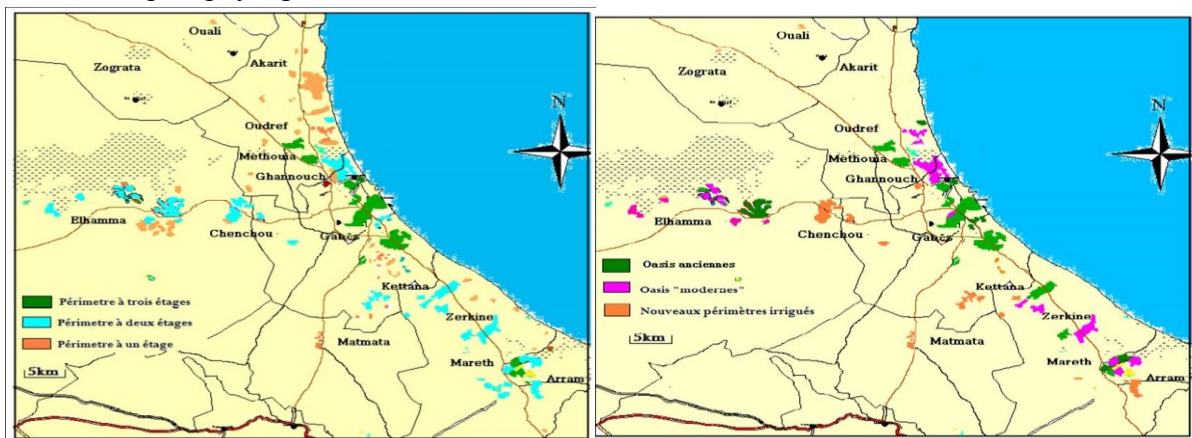 Ouali
Zograta
Akarit
N
Oudref
Methouia
Ghannouch
Elhamma
Chenchou
Gabès
Kettana
Zerkine
Matmata
Mareth
Arram
Périmetre à trois étages
Périmetre à deux étages
Périmetre à un étage
5km
Ouali
Zograta
Akarit
N
Oudref
Méthouia
Ghannouch
Elhamma
Chenchou
Gabès
Kettana
Zerkine
Matmata
Mareth
Arram
Oasis anciennes
Oasis "modernes"
Nouveaux périmètres irrigués
5km